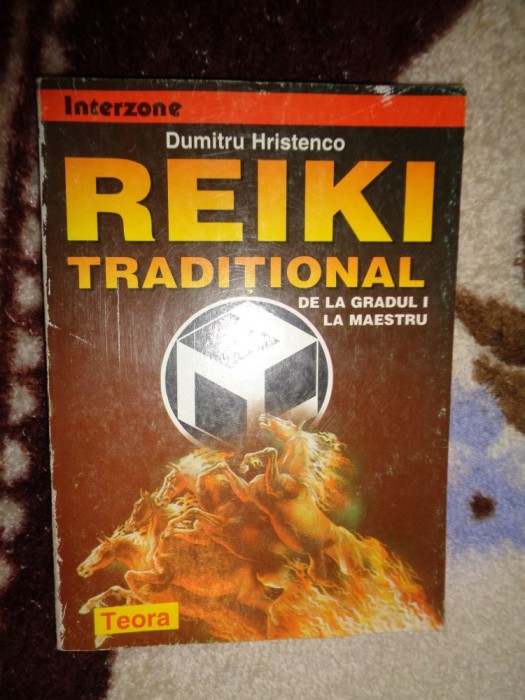 Interzone
Dumitru Hristenco
REIKI
TRADIȚIONAL
DE LA GRADUL I
LA MAESTRU
Teora